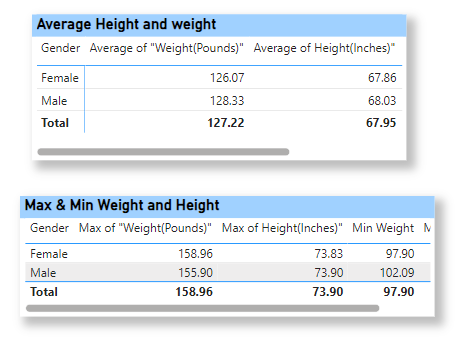 Average Height and weight
Gender Average of "Weight(Pounds)" Average of Height(Inches)"
Female 126.07 67.86
Male 128.33 68.03
Total 127.22 67.95
Max & Min Weight and Height
Gender Max of "Weight(Pounds)" Max of Height(Inches)" Min Weight M
Female 158.96 73.83 97.90
Male 155.90 73.90 102.09
Total 158.96 73.90 97.90